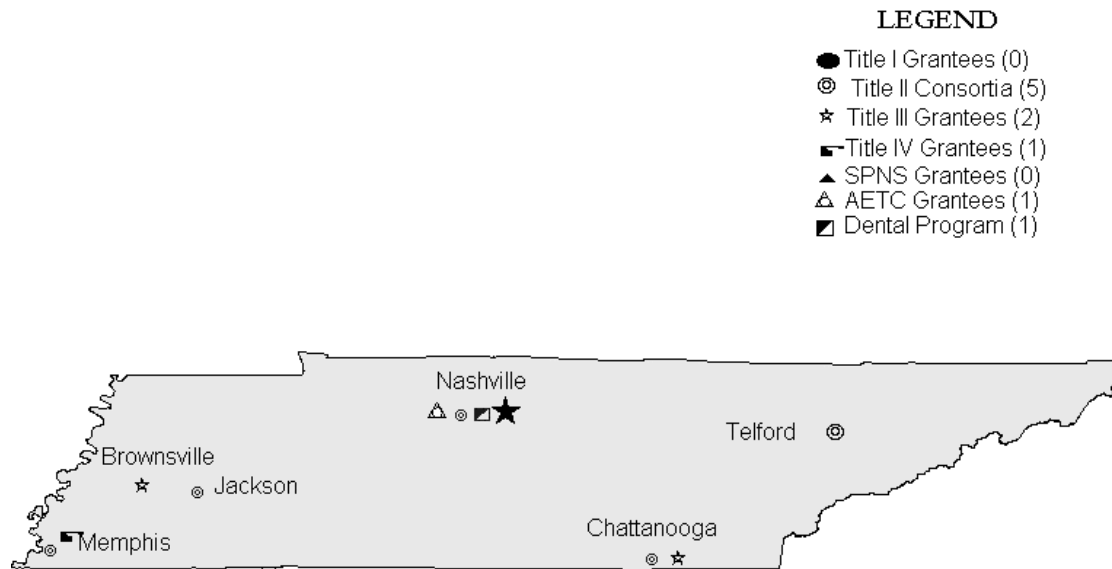 LEGEND
Title I Grantees (0)
Title II Consortia (5)
Title III Grantees (2)
Title IV Grantees (1)
SPNS Grantees (0)
AETC Grantees (1)
Dental Program (1)
Nashville
Telford
Brownsville
Jackson
Chattanooga
Memphis